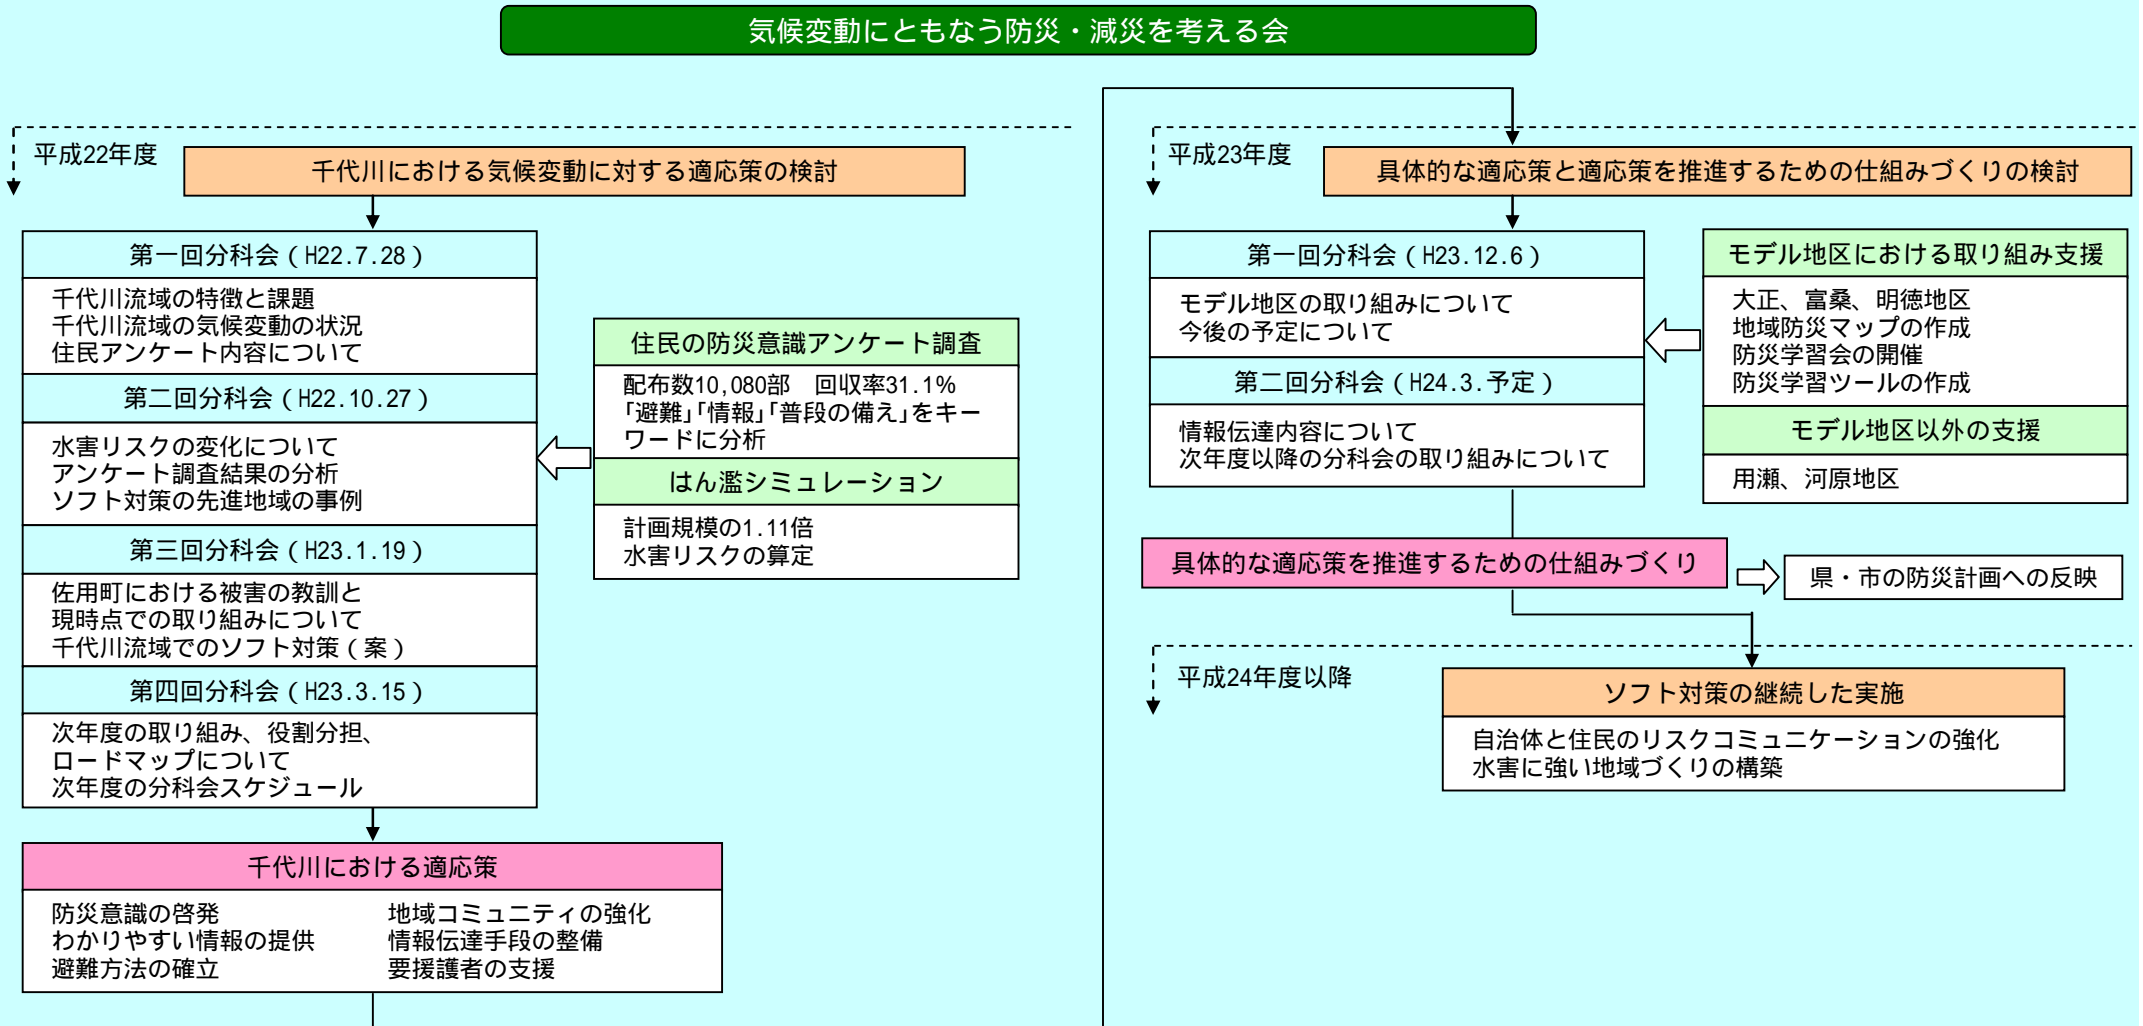 気候変動にともなう防災・減災を考える会
平成22年度
千代川における気候変動に対する適応策の検討
第一回分科会（H22.7.28）
千代川流域の特徴と課題
千代川流域の気候変動の状況
住民アンケート内容について
第二回分科会（H22.10.27）
水害リスクの変化について
アンケート調査結果の分析
ソフト対策の先進地域の事例
第三回分科会（H23.1.19）
佐用町における被害の教訓と
現時点での取り組みについて
千代川流域でのソフト対策（案）
第四回分科会（H23.3.15）
次年度の取り組み、役割分担、
ロードマップについて
次年度の分科会スケジュール
住民の防災意識アンケート調査
配布数10,080部　回収率31.1%
「避難」「情報」「普段の備え」をキー
ワードに分析
はん濫シミュレーション
計画規模の1.11倍
水害リスクの算定
千代川における適応策
防災意識の啓発
わかりやすい情報の提供
避難方法の確立
地域コミュニティの強化
情報伝達手段の整備
要援護者の支援
平成23年度
具体的な適応策と適応策を推進するための仕組みづくりの検討
第一回分科会（H23.12.6）
モデル地区の取り組みについて
今後の予定について
第二回分科会（H24.3.予定）
情報伝達内容について
次年度以降の分科会の取り組みについて
モデル地区における取り組み支援
大正、富桑、明徳地区
地域防災マップの作成
防災学習会の開催
防災学習ツールの作成
モデル地区以外の支援
用瀬、河原地区
具体的な適応策を推進するための仕組みづくり
県・市の防災計画への反映
平成24年度以降
ソフト対策の継続した実施
自治体と住民のリスクコミュニケーションの強化
水害に強い地域づくりの構築